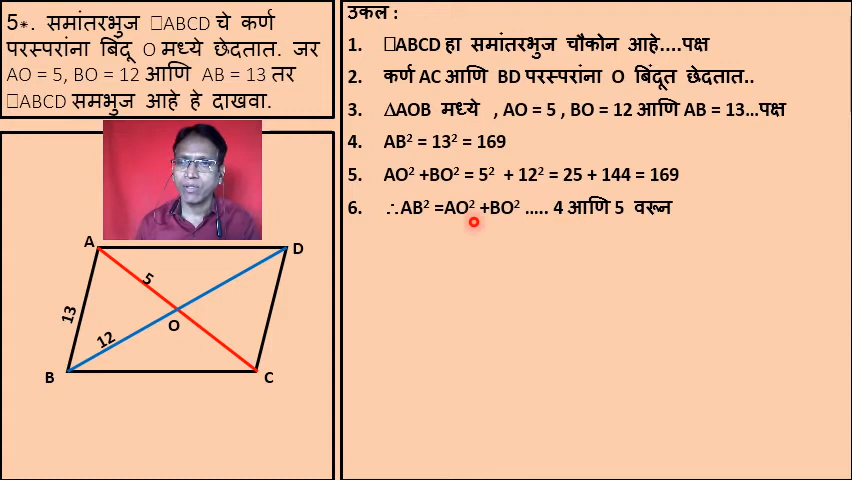 5*. समांतरभुज □ABCD चे कर्ण
परस्परांना बिंदू O मध्ये छेदतात. जर
AO = 5, BO = 12 आणि AB = 13 तर
□ABCD समभुज आहे हे दाखवा.
उकल :
1. □ABCD हा समांतरभुज चौकोन आहे....पक्ष
2. कर्ण AC आणि BD परस्परांना O बिंदूत छेदतात..
3. ∆AOB मध्ये , AO = 5 , BO = 12 आणि AB = 13...पक्ष
4. AB² = 13² = 169
5. AO² +BO² = 5² + 12² = 25 + 144 = 169
6. ∴AB² =AO² +BO² ..... 4 आणि 5 वरून
A
D
5
13
O
12
B
C